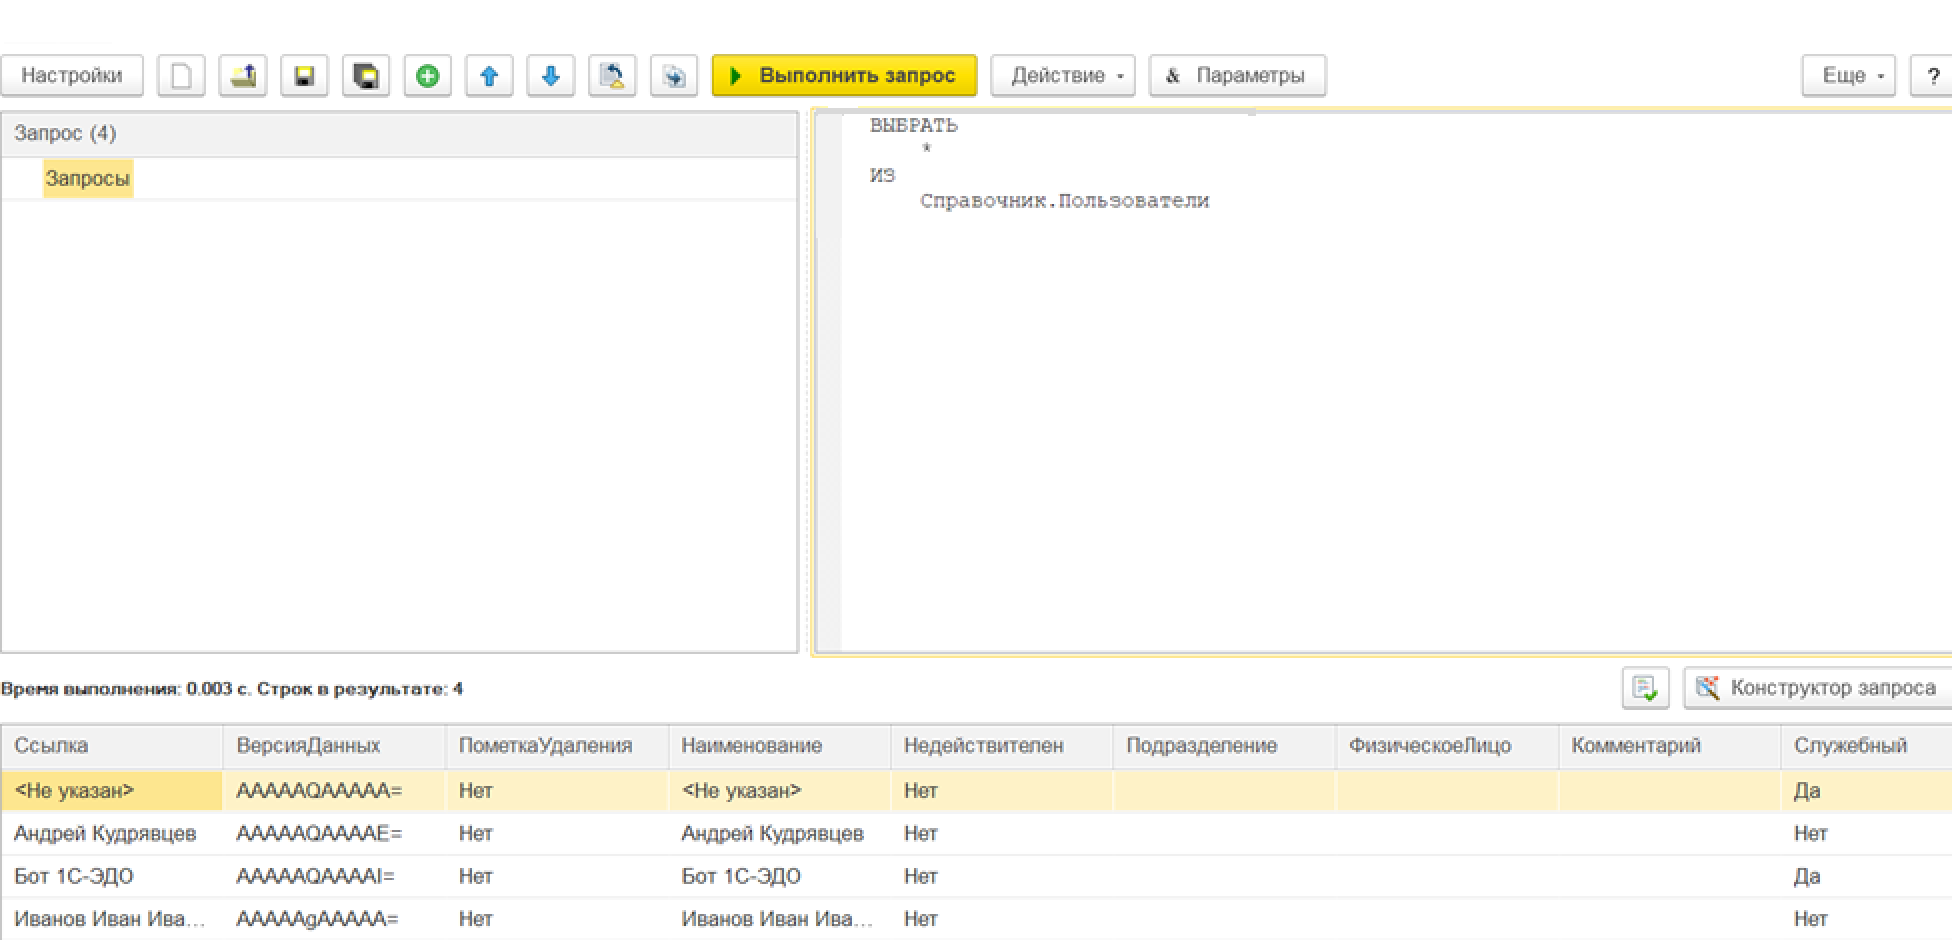 Настройки Выполнить запрос Действие & Параметры Еще ?
Запрос (4)
Запросы
ВЫБРАТЬ
*
ИЗ
Справочник.Пользователи
Время выполнения: 0.003 с. Строк в результате: 4
Конструктор запроса
Ссылка ВерсияДанных ПометкаУдаления Наименование Недействителен Подразделение ФизическоеЛицо Комментарий Служебный
<Не указан> AAAAAQAAAAA= Нет <Не указан> Нет Да
Андрей Кудрявцев AAAAAQAAAAE= Нет Андрей Кудрявцев Нет Нет
Бот 1С-ЭДО AAAAAQAAAAI= Нет Бот 1С-ЭДО Нет Да
Иванов Иван Ива... AAAAAgAAAAA= Нет Иванов Иван Ива... Нет Нет